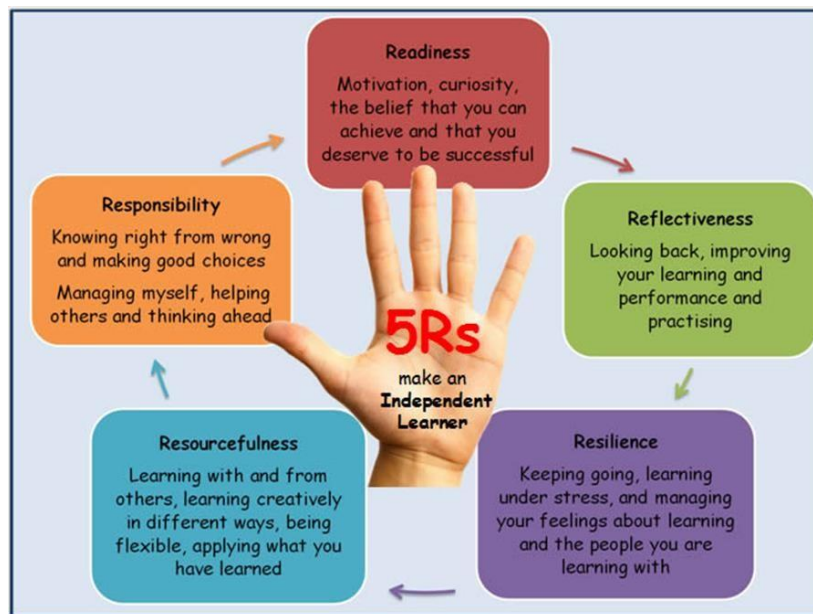 Readiness
Motivation, curiosity,
the belief that you can
achieve and that you
deserve to be successful
Reflectiveness
Looking back, improving
your learning and
performance and
practising
Resilience
Keeping going, learning
under stress, and managing
your feelings about learning
and the people you are
learning with
Resourcefulness
Learning with and from
others, learning creatively
in different ways, being
flexible, applying what you
have learned
Responsibility
Knowing right from wrong
and making good choices
Managing myself, helping
others and thinking ahead
5Rs
make an
Independent
Learner